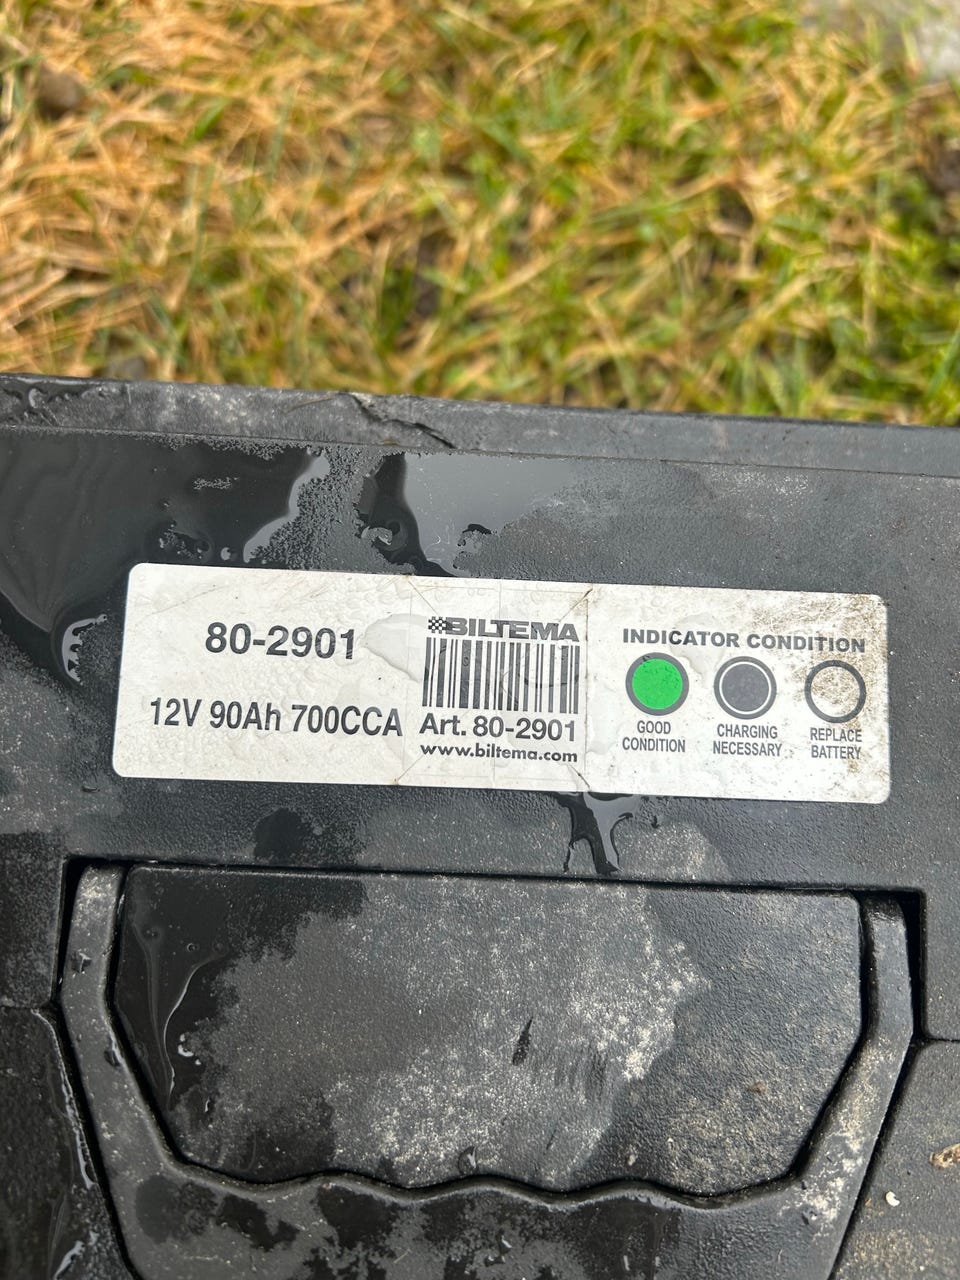 80-2901
12V 90Ah 700CCA
BILTEMA
Art. 80-2901
www.biltema.com
INDICATOR CONDITION
GOOD
CONDITION
CHARGING
NECESSARY
REPLACE
BATTERY